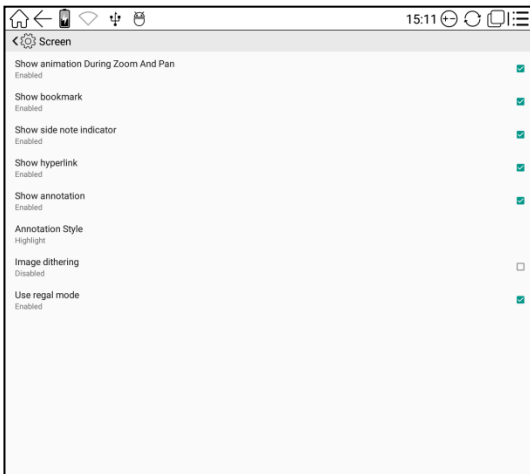 15:11
Screen
Show animation During Zoom And Pan
Enabled
Show bookmark
Enabled
Show side note indicator
Enabled
Show hyperlink
Enabled
Show annotation
Enabled
Annotation Style
Highlight
Image dithering
Disabled
Use regal mode
Enabled